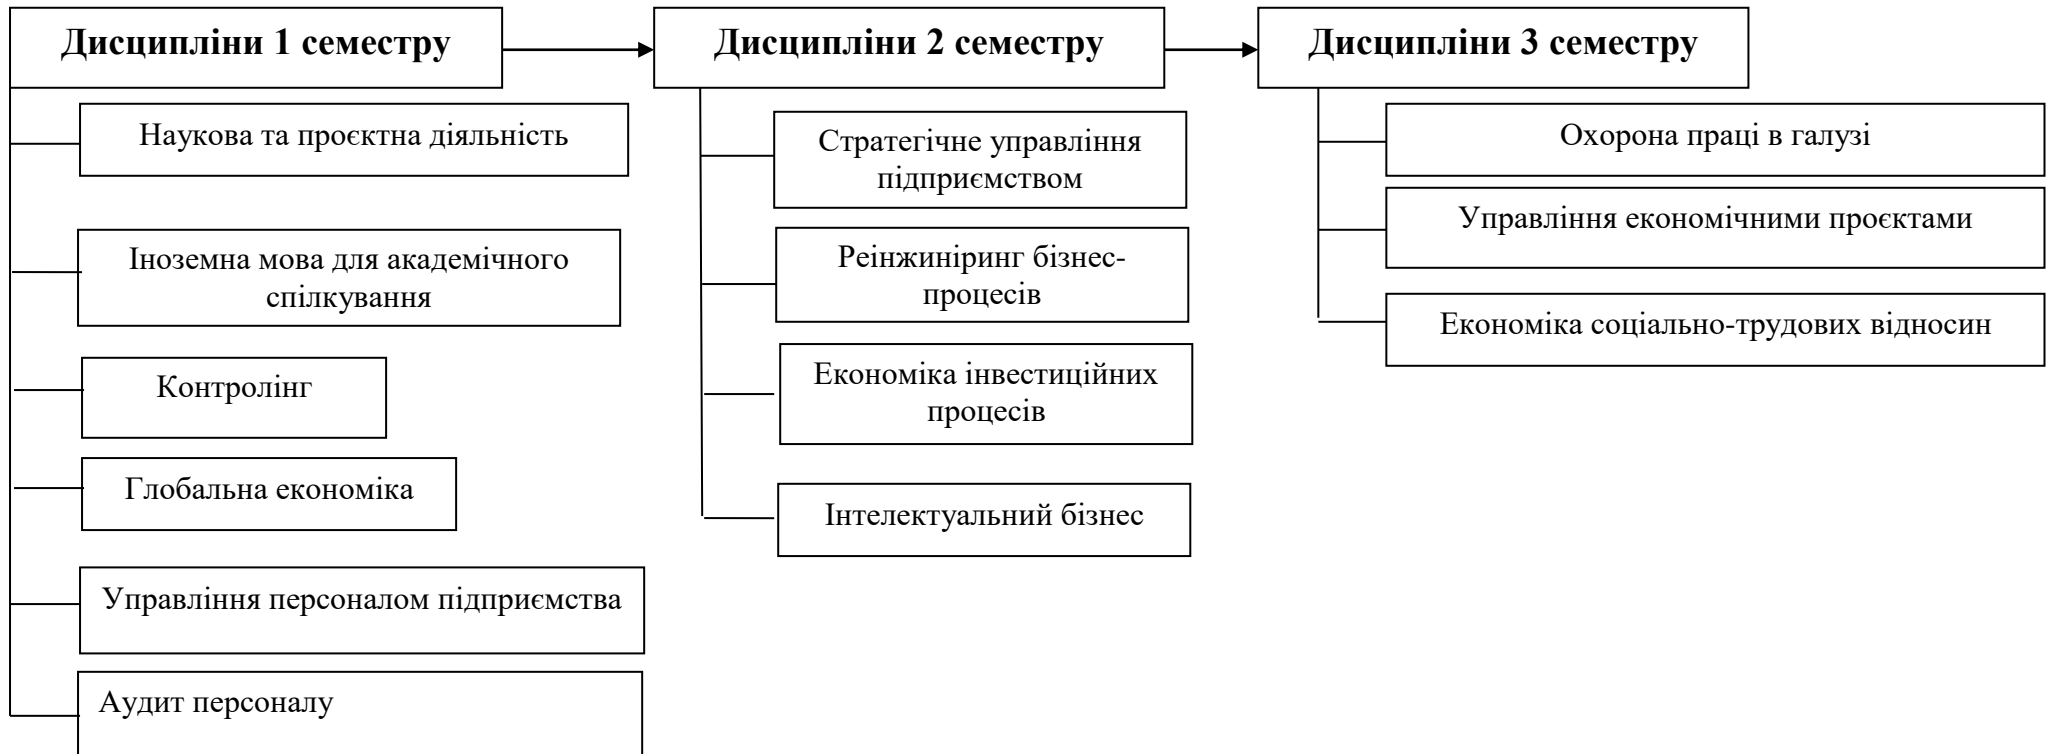 Дисципліни 1 семестру
Наукова та проєктна діяльність
Іноземна мова для академічного
спілкування
Контролінг
Глобальна економіка
Управління персоналом підприємства
Аудит персоналу
Дисципліни 2 семестру
Стратегічне управління
підприємством
Реінжиніринг бізнес-
процесів
Економіка інвестиційних
процесів
Інтелектуальний бізнес
Дисципліни 3 семестру
Охорона праці в галузі
Управління економічними проєктами
Економіка соціально-трудових відносин